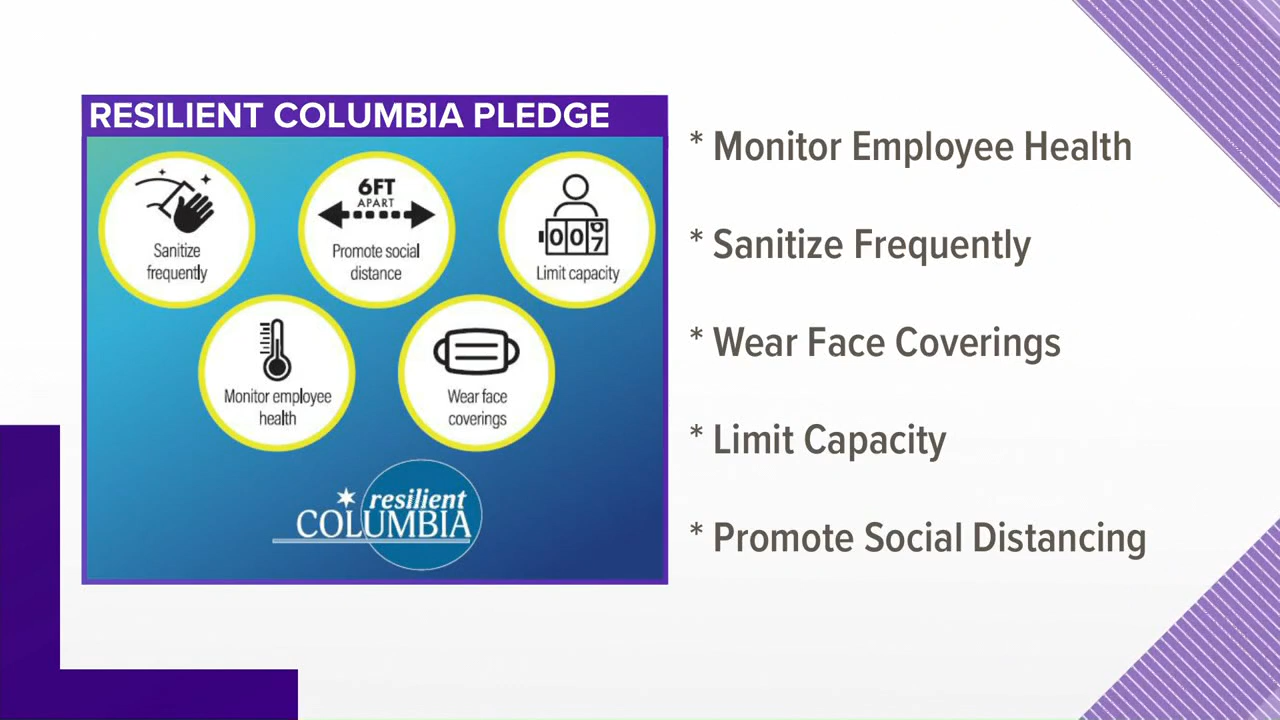 RESILIENT COLUMBIA PLEDGE
Sanitize
frequently
6FT
APART
Promote social
distance
007
Limit capacity
Monitor employee
health
Wear face
coverings
resilient
COLUMBIA
* Monitor Employee Health
* Sanitize Frequently
* Wear Face Coverings
* Limit Capacity
* Promote Social Distancing